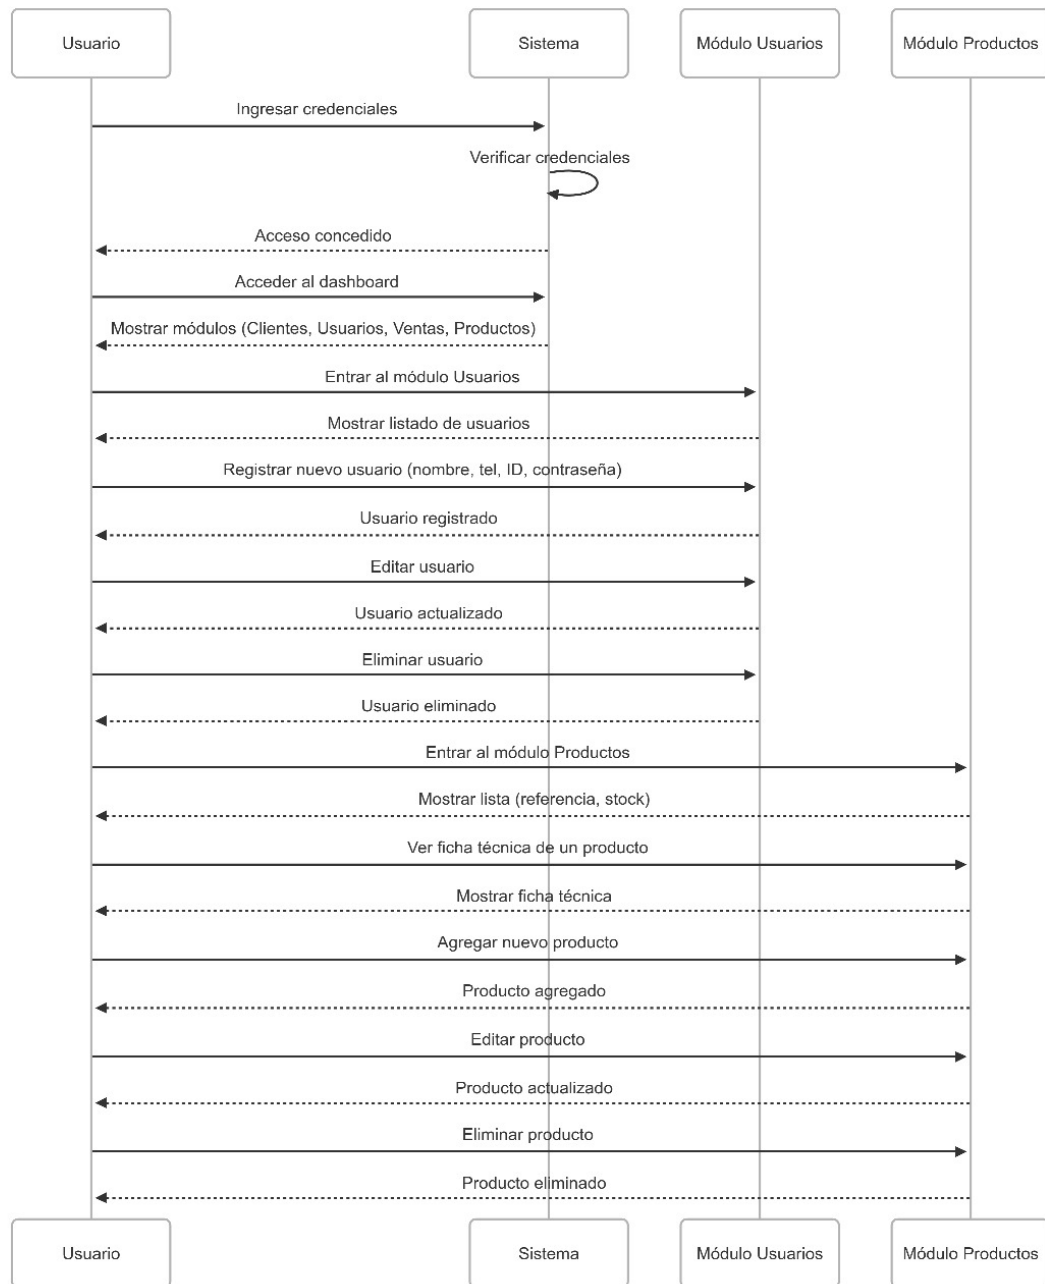 Usuario
Sistema
Módulo Usuarios
Módulo Productos
Ingresar credenciales
Verificar credenciales
Acceso concedido
Acceder al dashboard
Mostrar módulos (Clientes, Usuarios, Ventas, Productos)
Entrar al módulo Usuarios
Mostrar listado de usuarios
Registrar nuevo usuario (nombre, tel, ID, contraseña)
Usuario registrado
Editar usuario
Usuario actualizado
Eliminar usuario
Usuario eliminado
Entrar al módulo Productos
Mostrar lista (referencia, stock)
Ver ficha técnica de un producto
Mostrar ficha técnica
Agregar nuevo producto
Producto agregado
Editar producto
Producto actualizado
Eliminar producto
Producto eliminado
Usuario
Sistema
Módulo Usuarios
Módulo Productos